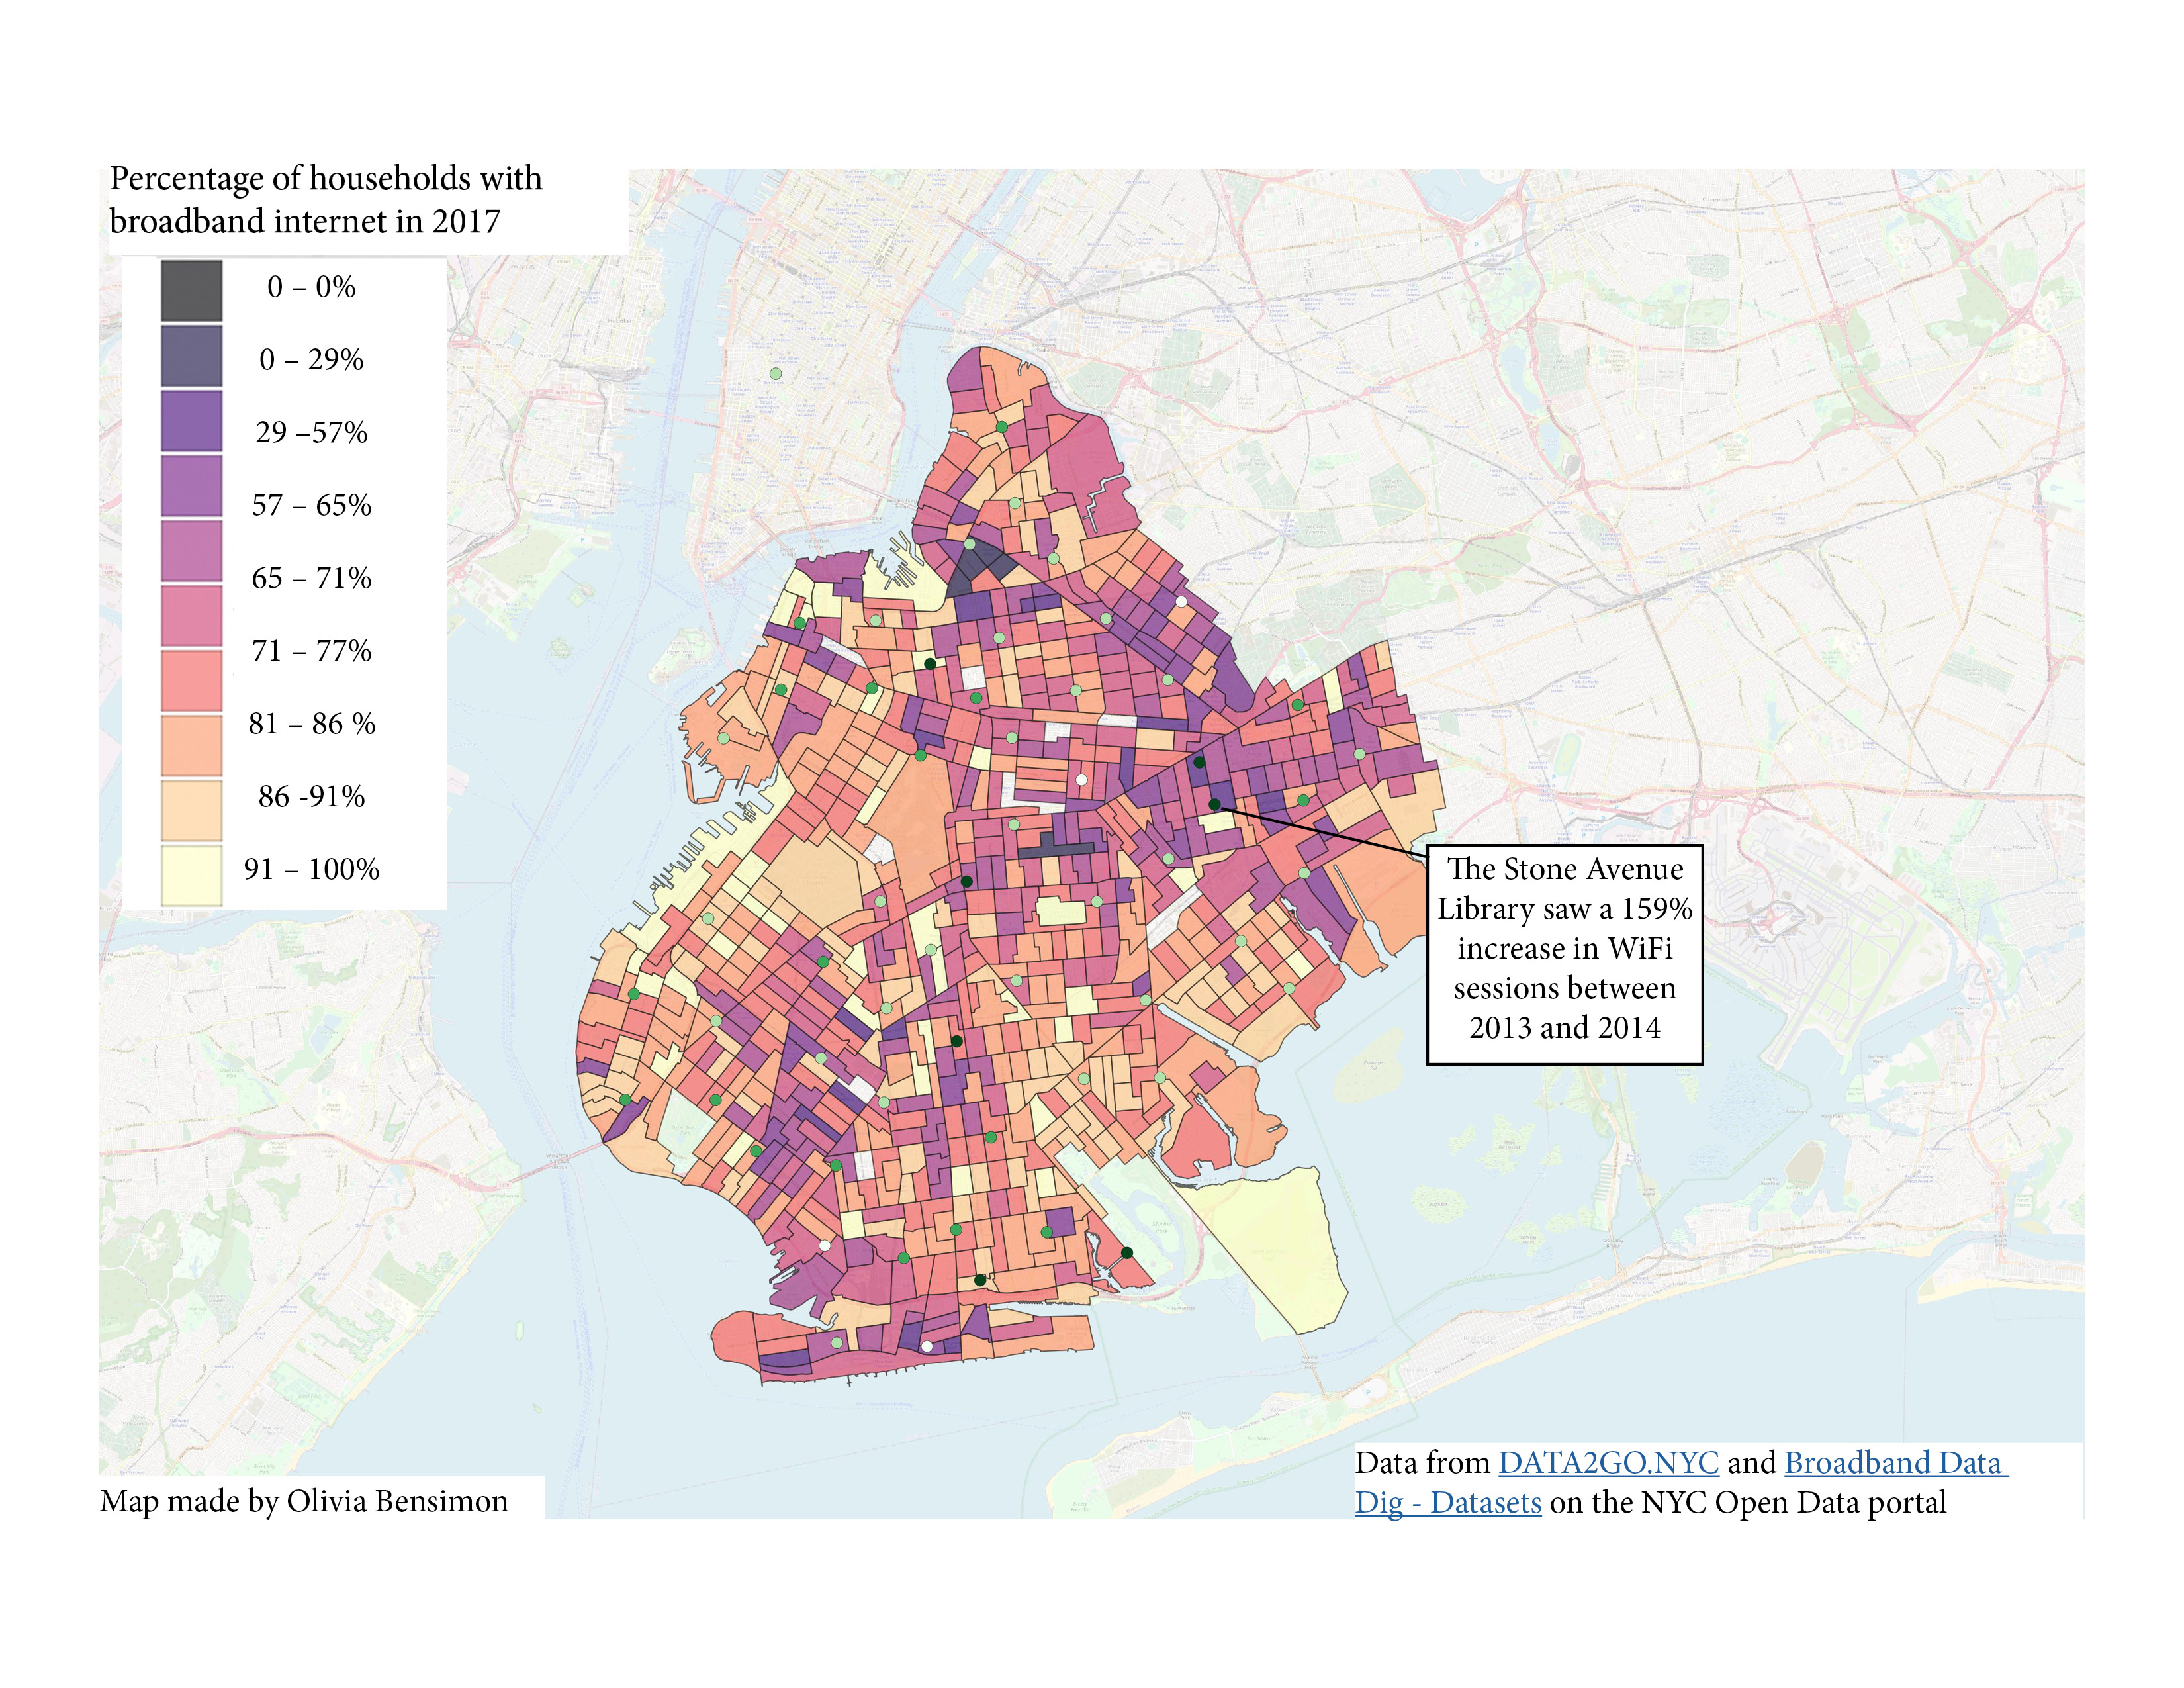 Percentage of households with
broadband internet in 2017
0 – 0%
0 – 29%
29 –57%
57 – 65%
65 – 71%
71 – 77%
81 – 86 %
86 -91%
91 – 100%
The Stone Avenue
Library saw a 159%
increase in WiFi
sessions between
2013 and 2014
Data from DATA2GO.NYC and Broadband Data
Dig - Datasets on the NYC Open Data portal
Map made by Olivia Bensimon